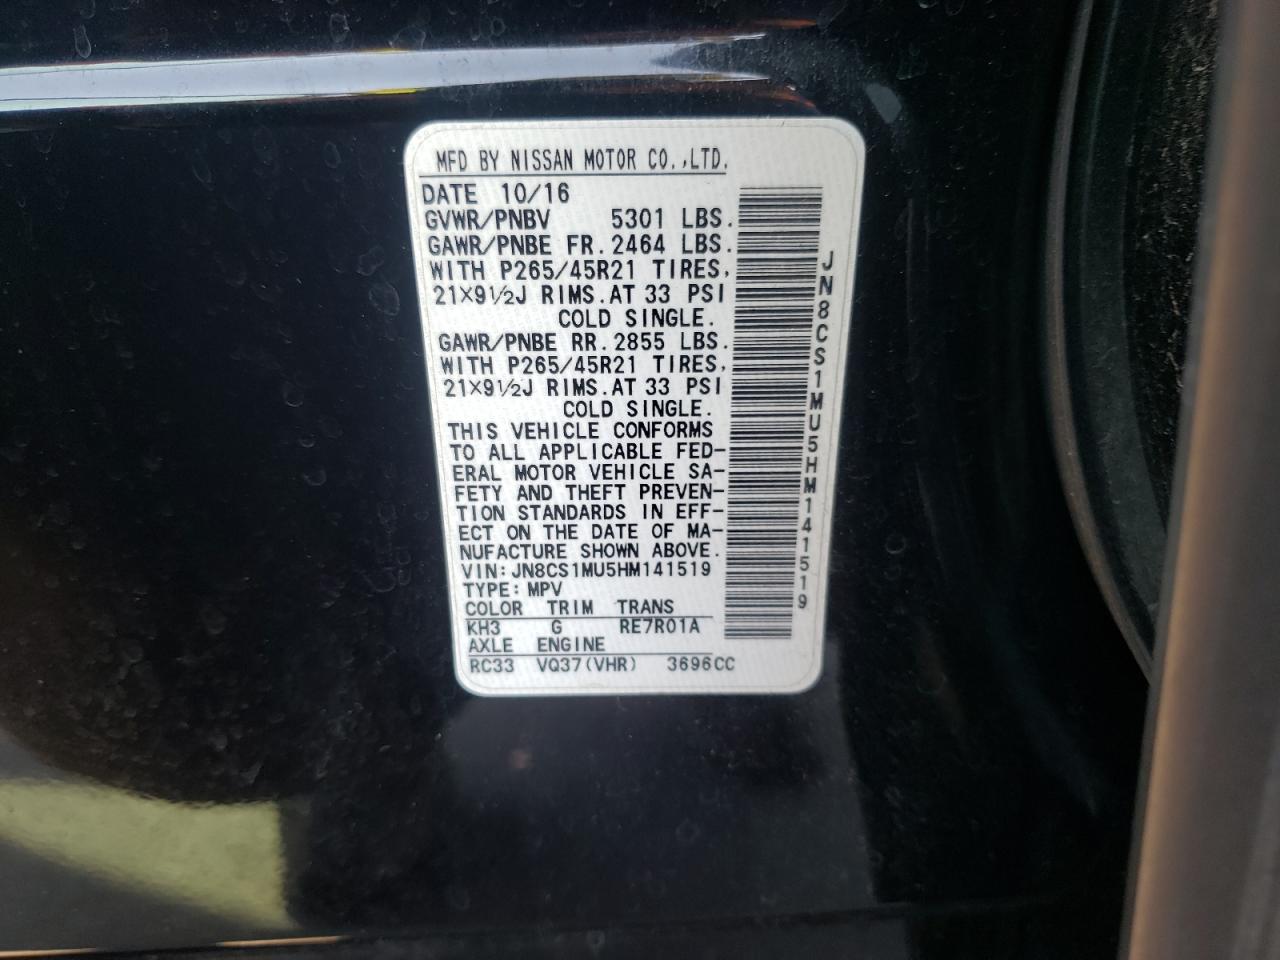 MFD BY NISSAN MOTOR CO.,LTD.
DATE 10/16
GVWR/PNBV 5301 LBS.
GAWR/PNBE FR. 2464 LBS.
WITH P265/45R21 TIRES,
21×9½J RIMS. AT 33 PSI
COLD SINGLE.
GAWR/PNBE RR. 2855 LBS.
WITH P265/45R21 TIRES,
21×9½J RIMS. AT 33 PSI
COLD SINGLE.
THIS VEHICLE CONFORMS
TO ALL APPLICABLE FED-
ERAL MOTOR VEHICLE SA-
FETY AND THEFT PREVEN-
TION STANDARDS IN EFF-
ECT ON THE DATE OF MA-
NUFACTURE SHOWN ABOVE.
VIN: JN8CS1MU5HM141519
TYPE: MPV
COLOR TRIM TRANS
KH3 G RE7R01A
AXLE ENGINE
RC33 VQ37(VHR) 3696CC
JN8CS1MU5HM141519